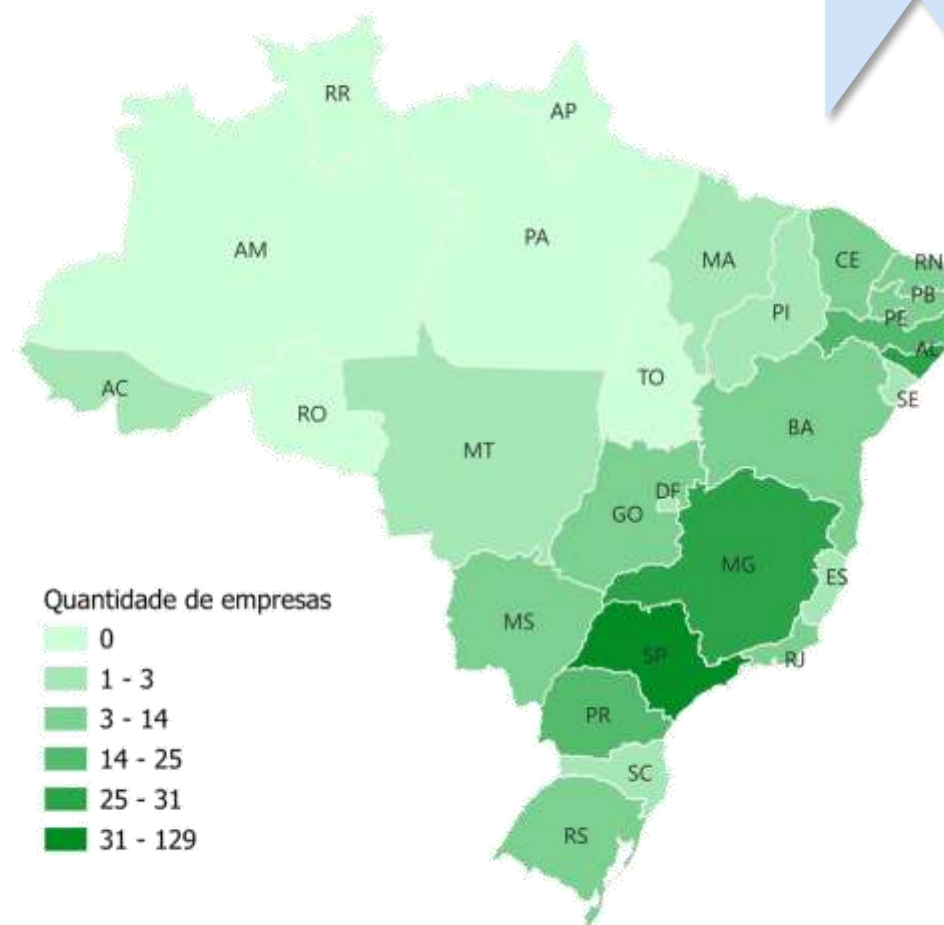 RR
AP
AM
PA
MA
CE
RN
PB
PI
PE
AL
TO
AC
SE
RO
BA
MT
DF
GO
MG
ES
MS
SP
RJ
PR
SC
RS
Quantidade de empresas
0
1 - 3
3 - 14
14 - 25
25 - 31
31 - 129